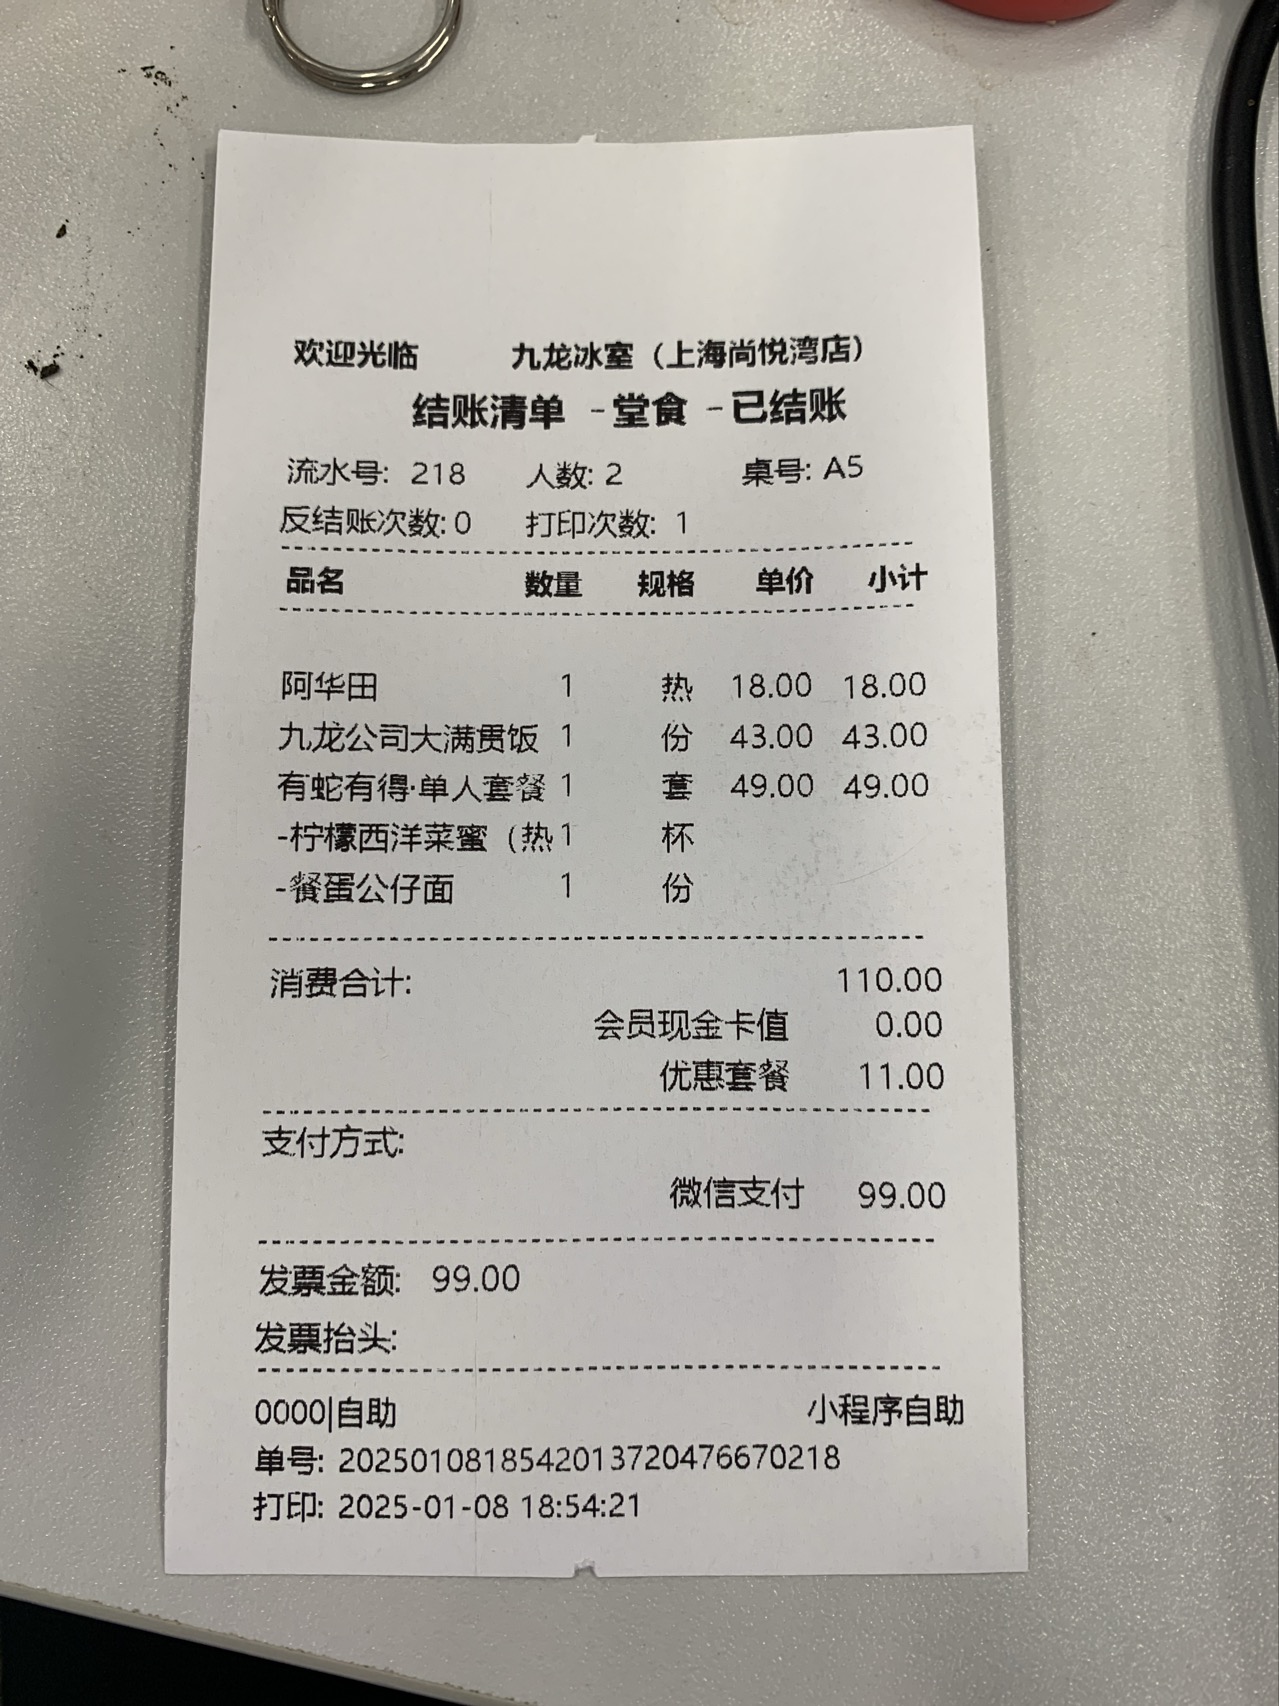 欢迎光临 九龙冰室（上海尚悦湾店）
结账清单 -堂食 -已结账
流水号: 218 人数: 2 桌号: A5
反结账次数: 0 打印次数: 1
品名 数量 规格 单价 小计
阿华田 1 热 18.00 18.00
九龙公司大满贯饭 1 份 43.00 43.00
有蛇有得·单人套餐 1 套 49.00 49.00
-柠檬西洋菜蜜（热 1 杯
-餐蛋公仔面 1 份
消费合计: 110.00
会员现金卡值 0.00
优惠套餐 11.00
支付方式:
微信支付 99.00
发票金额: 99.00
发票抬头:
0000|自助 小程序自助
单号: 2025010818542013720476670218
打印: 2025-01-08 18:54:21